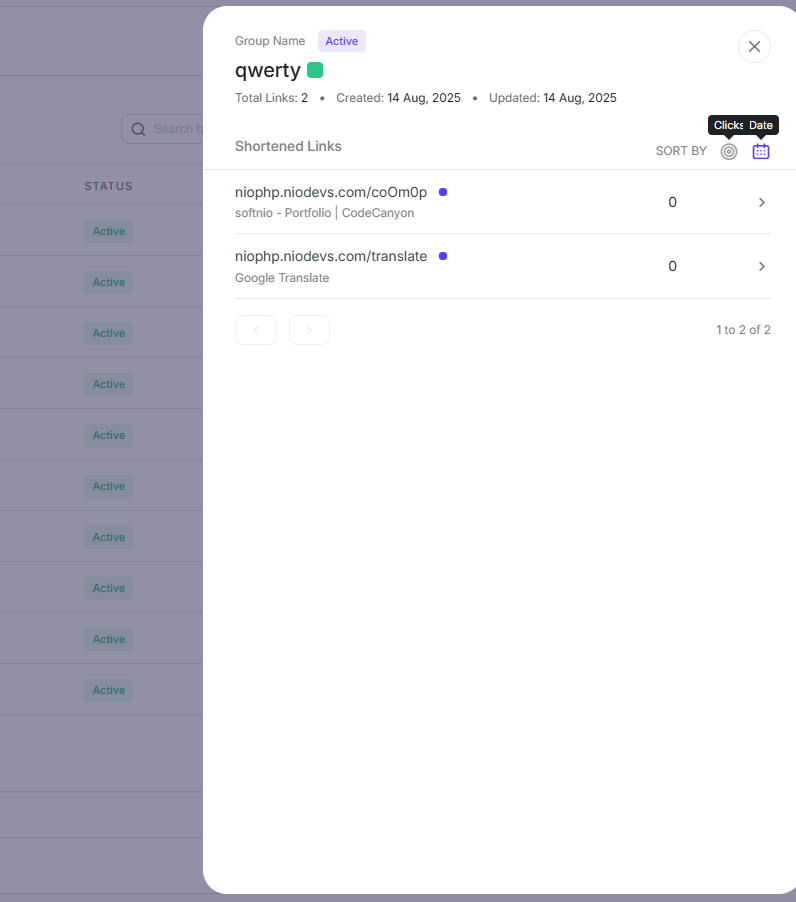 Group Name Active
qwerty
Total Links: 2 • Created: 14 Aug, 2025 • Updated: 14 Aug, 2025
Search b
Clicks Date
Shortened Links SORT BY
STATUS
niophp.niodevs.com/coOm0p 0
softnio - Portfolio | CodeCanyon
niophp.niodevs.com/translate 0
Google Translate
1 to 2 of 2
Active
Active
Active
Active
Active
Active
Active
Active
Active
Active